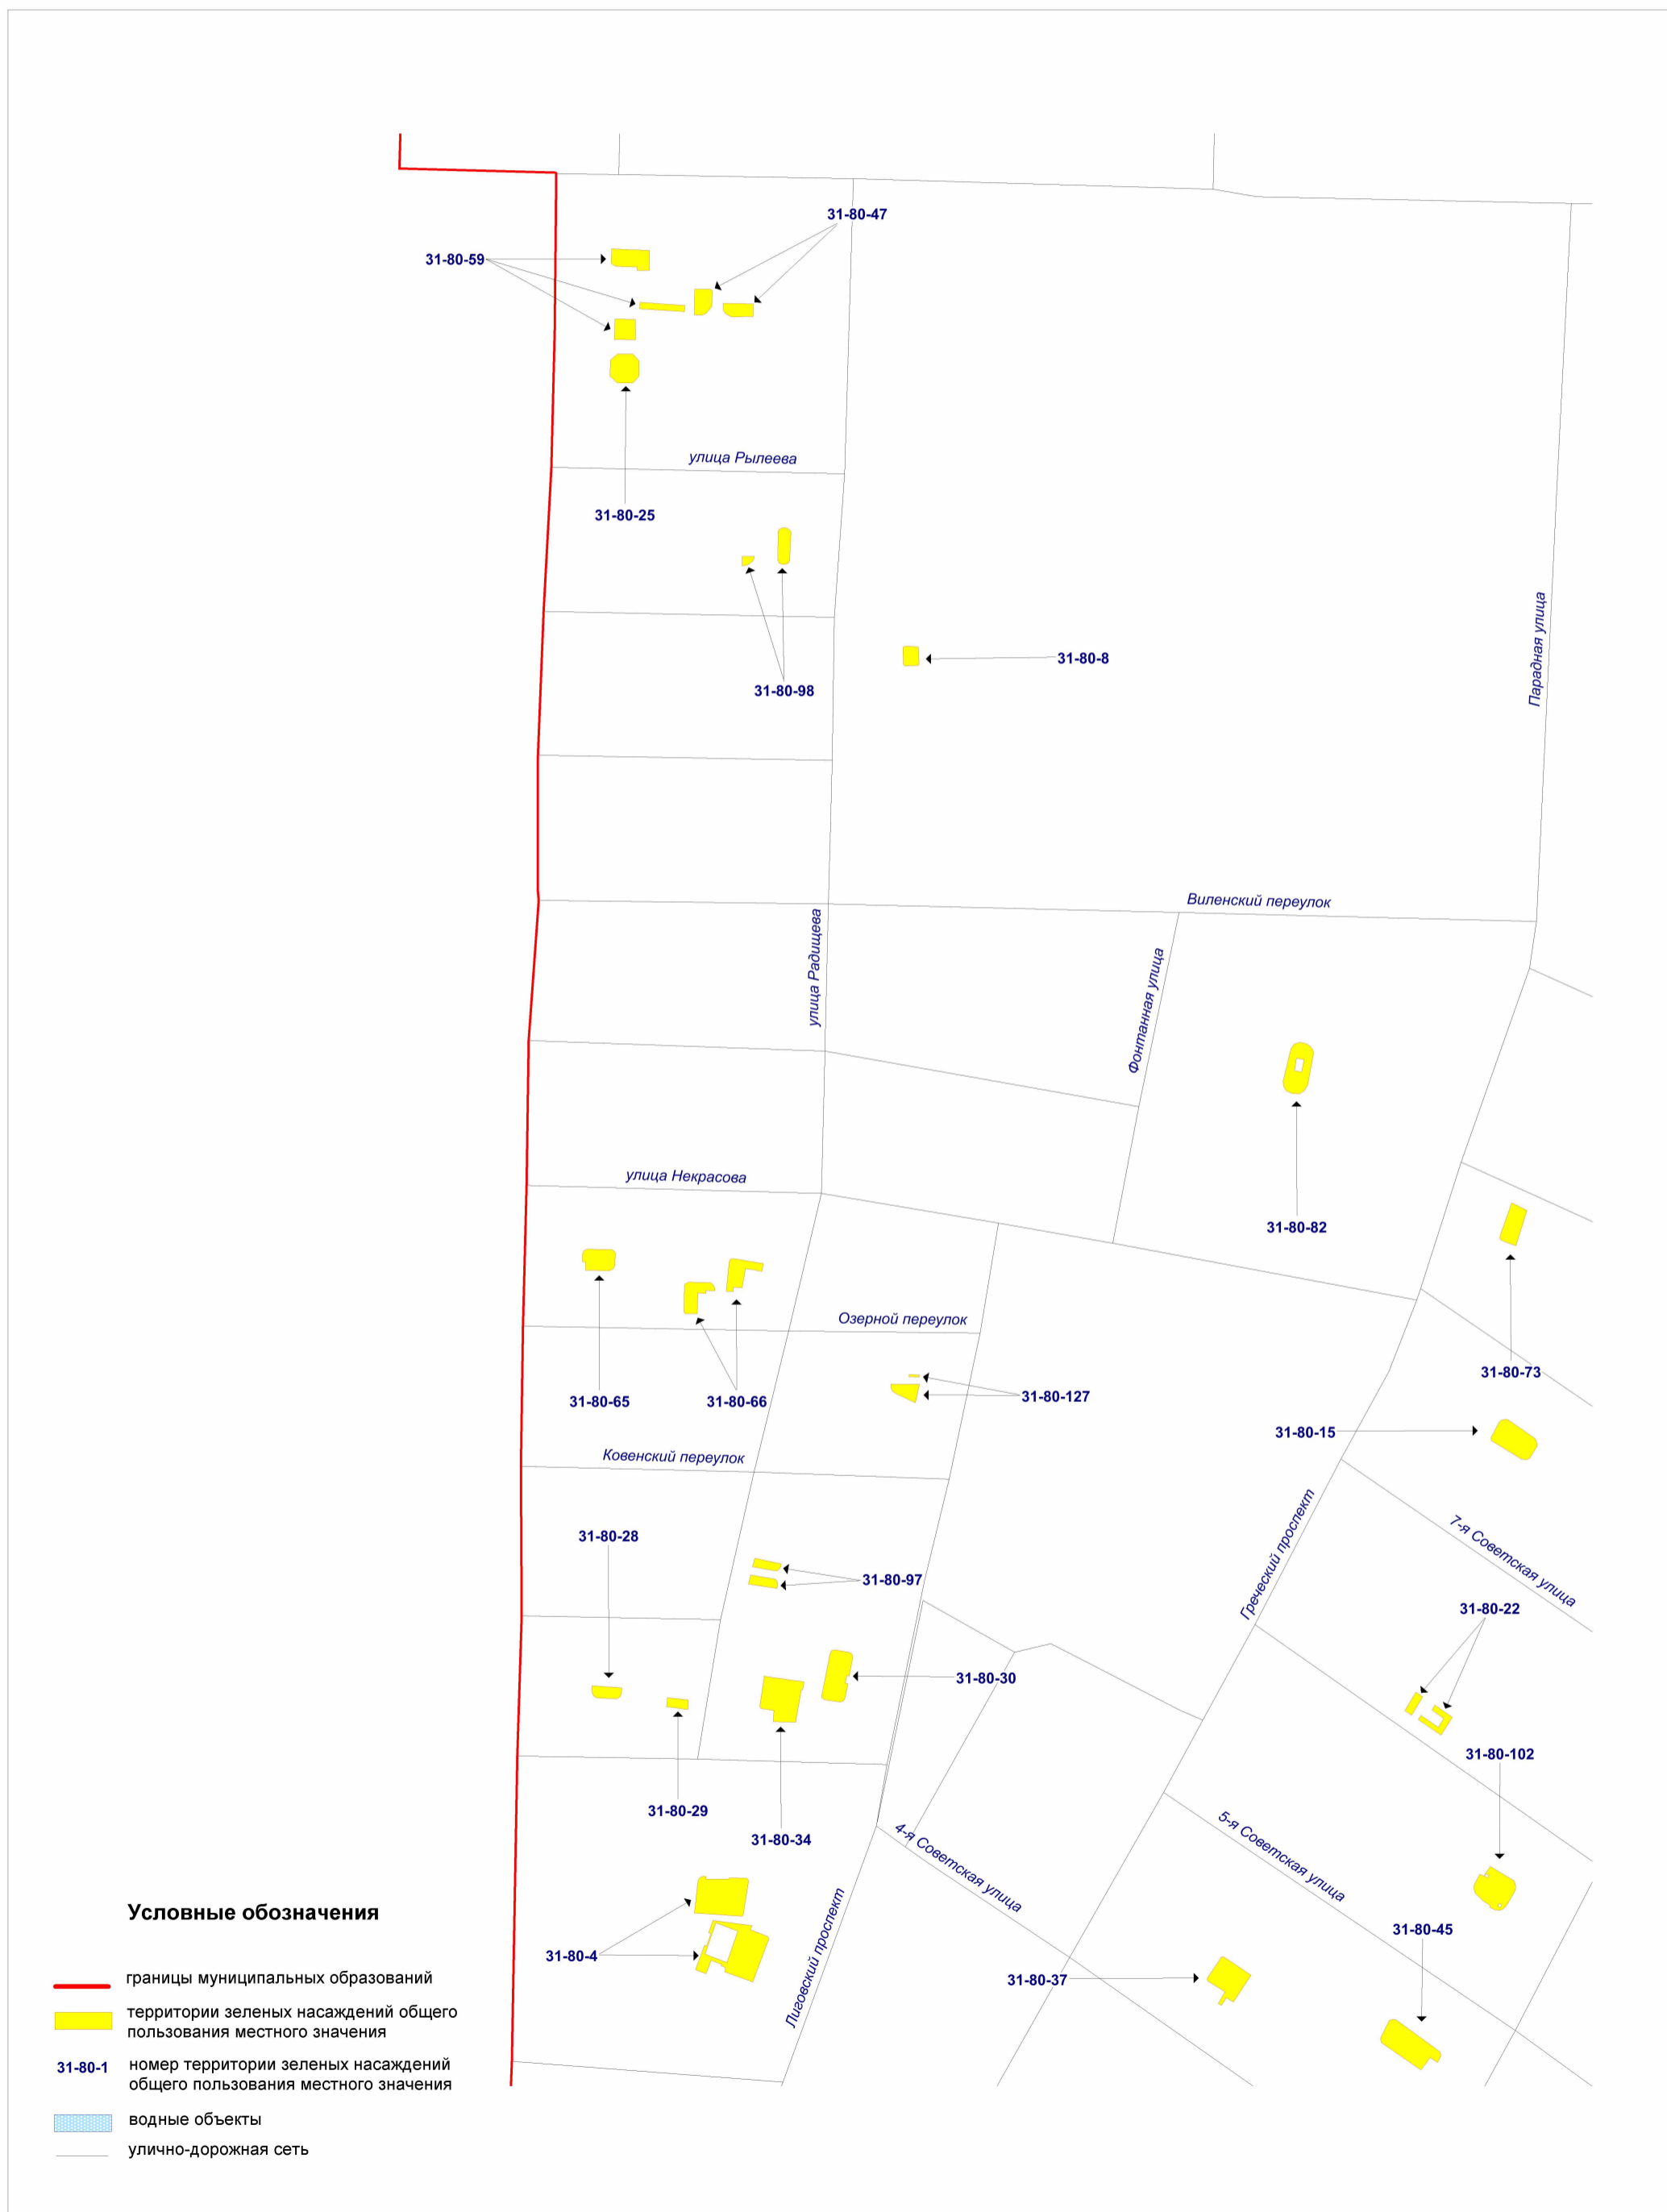 31-80-47
31-80-59
улица Рылеева
31-80-25
Парадная улица
31-80-8
31-80-98
Виленский переулок
улица Радищева
Фонтанная улица
улица Некрасова
31-80-82
Озерной переулок
31-80-73
31-80-65
31-80-66
31-80-127
31-80-15
Ковенский переулок
31-80-28
7-я Советская улица
Греческий проспект
31-80-97
31-80-22
31-80-30
31-80-102
31-80-29
31-80-34
5-я Советская улица
4-я Советская улица
Лиговский проспект
31-80-45
31-80-4
31-80-37
Условные обозначения
границы муниципальных образований
территории зеленых насаждений общего
пользования местного значения
31-80-1
номер территории зеленых насаждений
общего пользования местного значения
водные объекты
улично-дорожная сеть